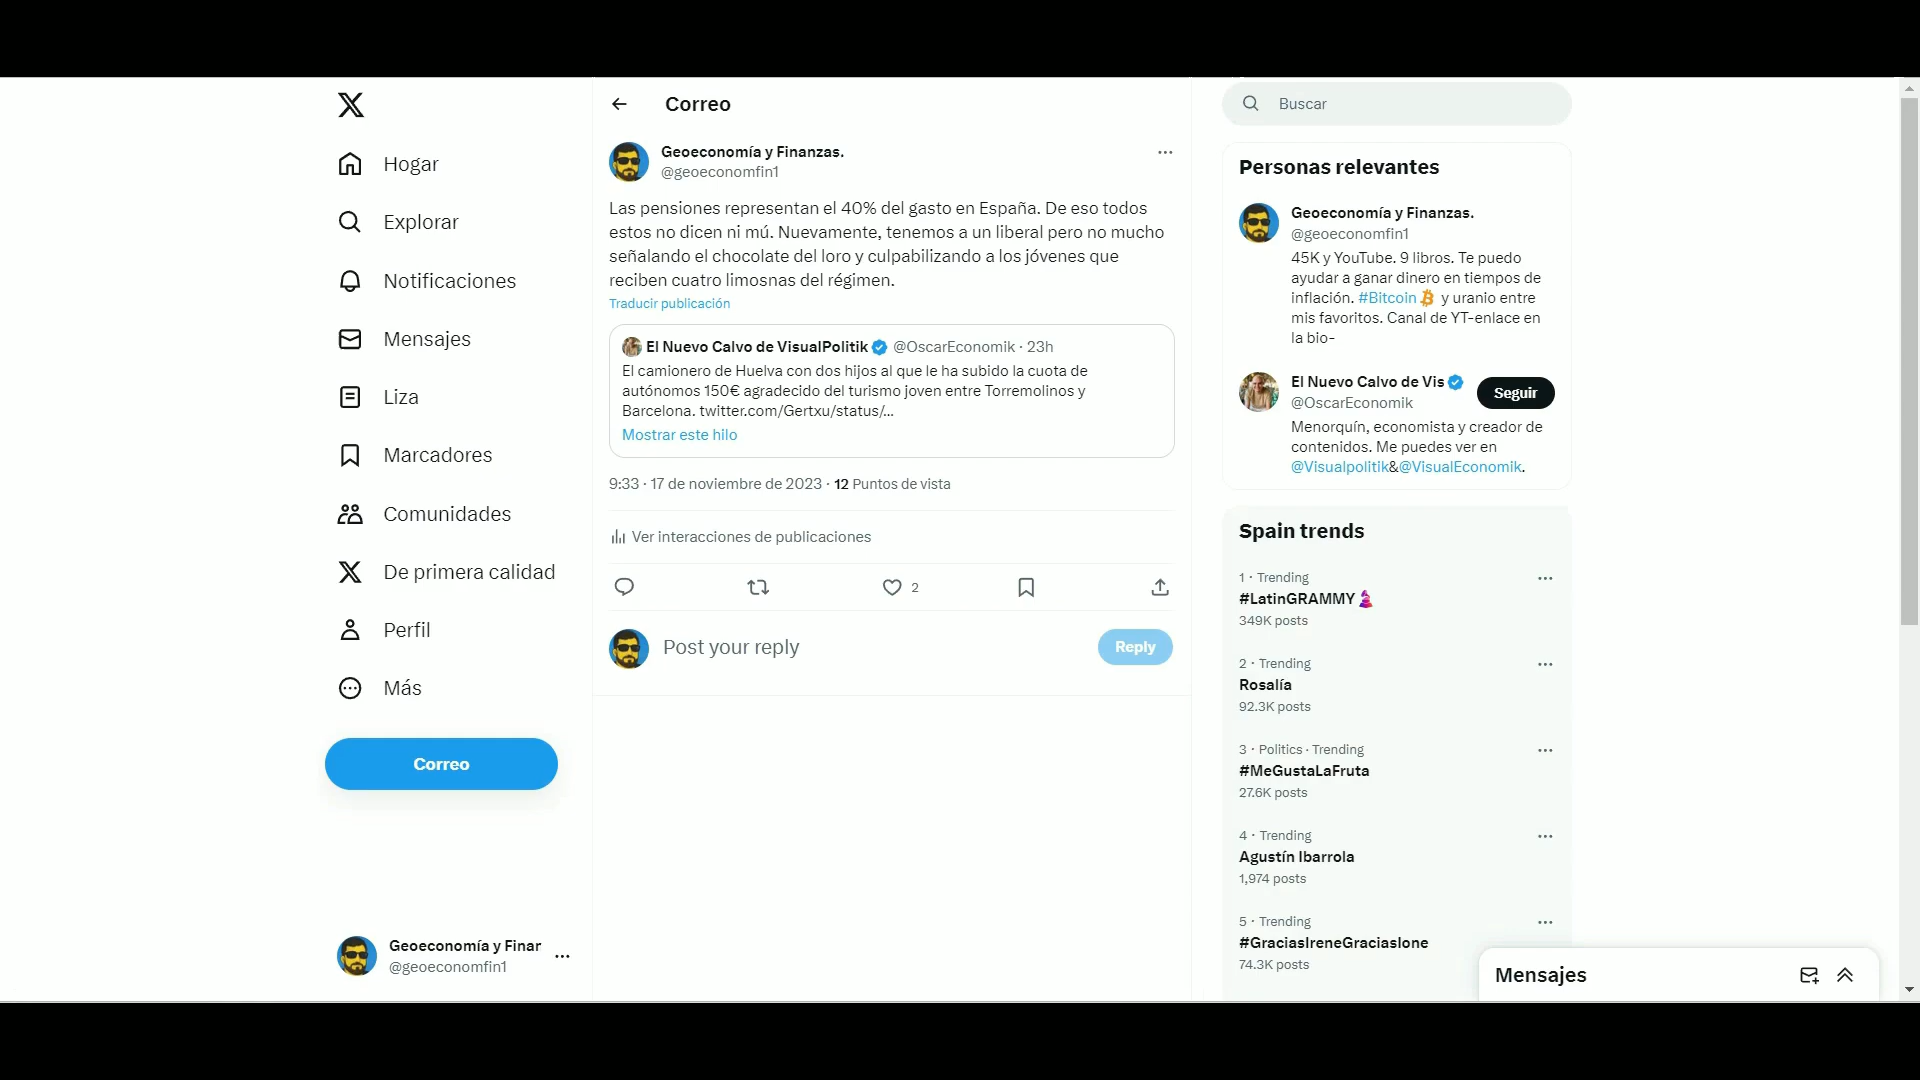 Hogar
Explorar
Notificaciones
Mensajes
Liza
Marcadores
Comunidades
De primera calidad
Perfil
Más
Correo
Geoeconomía y Finar
@geoeconomfin1
Correo
Geoeconomía y Finanzas.
@geoeconomfin1
Las pensiones representan el 40% del gasto en España. De eso todos
estos no dicen ni mú. Nuevamente, tenemos a un liberal pero no mucho
señalando el chocolate del loro y culpabilizando a los jóvenes que
reciben cuatro limosnas del régimen.
Traducir publicación
El Nuevo Calvo de VisualPolitik @OscarEconomik · 23h
El camionero de Huelva con dos hijos al que le ha subido la cuota de
autónomos 150€ agradecido del turismo joven entre Torremolinos y
Barcelona. twitter.com/Gertxu/status/...
Mostrar este hilo
9:33 · 17 de noviembre de 2023 · 12 Puntos de vista
Ver interacciones de publicaciones
2
Post your reply
Reply
Buscar
Personas relevantes
Geoeconomía y Finanzas.
@geoeconomfin1
45K y YouTube. 9 libros. Te puedo
ayudar a ganar dinero en tiempos de
inflación. #Bitcoin y uranio entre
mis favoritos. Canal de YT-enlace en
la bio-
El Nuevo Calvo de Vis
@OscarEconomik
Seguir
Menorquín, economista y creador de
contenidos. Me puedes ver en
@Visualpolitik&@VisualEconomik.
Spain trends
1 · Trending
#LatinGRAMMY
349K posts
2 · Trending
Rosalía
92.3K posts
3 · Politics · Trending
#MeGustaLaFruta
27.6K posts
4 · Trending
Agustín Ibarrola
1,974 posts
5 · Trending
#GraciasIreneGraciasIone
74.3K posts
Mensajes